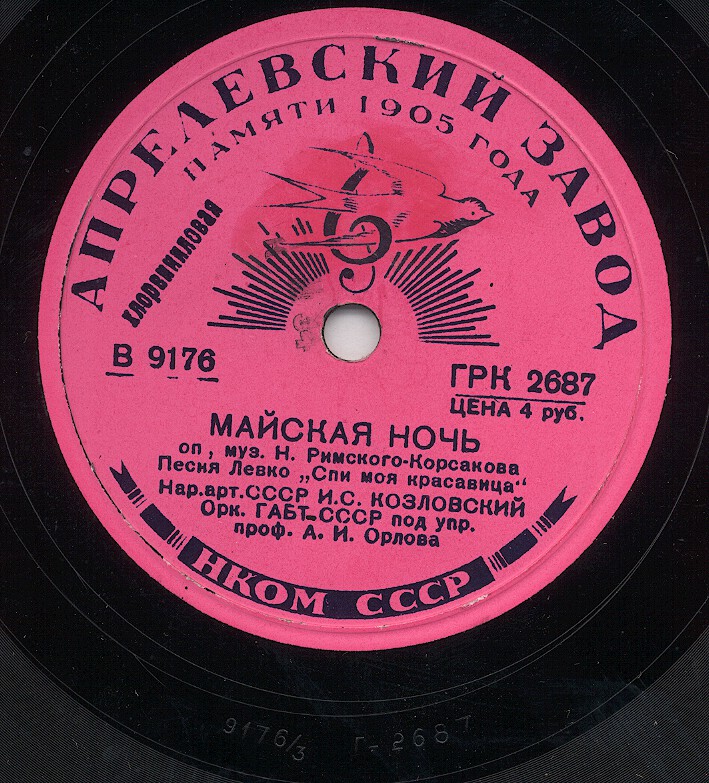 АПРЕЛЕВСКИЙ ЗАВОД
ПАМЯТИ 1905 ГОДА
хлорвиниловая
В 9176
ГРК 2687
ЦЕНА 4 руб.
МАЙСКАЯ НОЧЬ
оп, муз. Н. Римского-Корсакова
Песня Левко „Спи моя красавица“
Нар.арт.СССР И.С. КОЗЛОВСКИЙ
Орк. ГАБТ-СССР под упр.
проф. А. И. Орлова
НКОМ СССР
9176/3 Г-2687